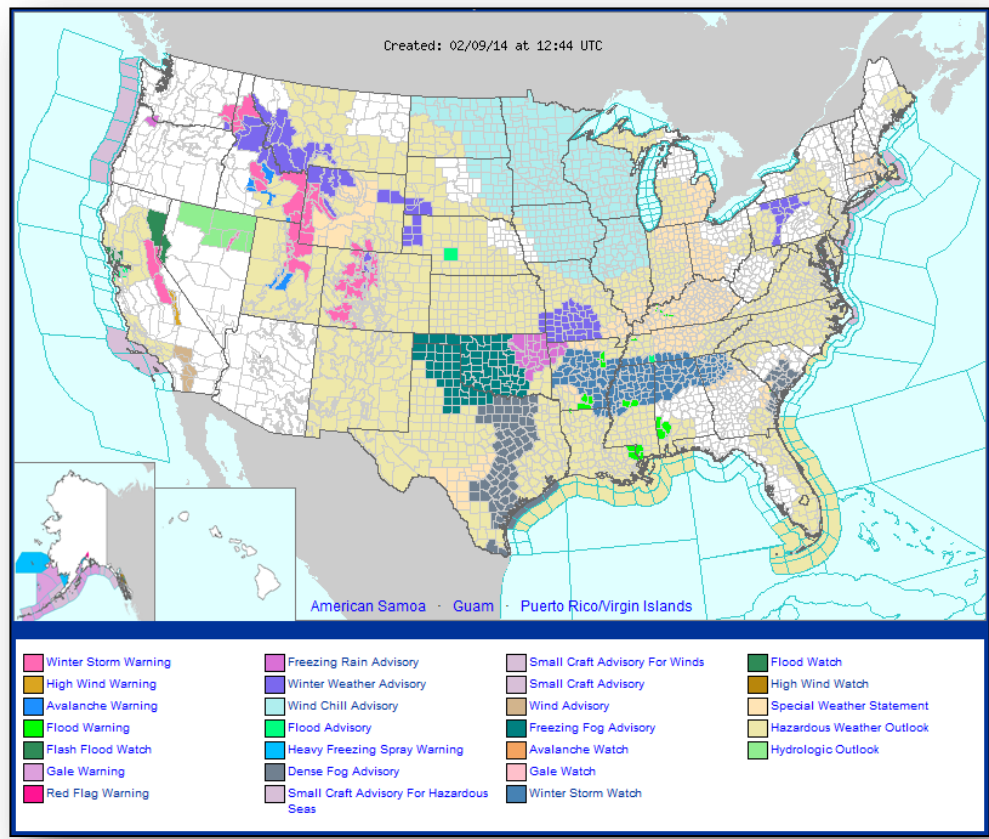 Created: 02/09/14 at 12:44 UTC
American Samoa · Guam · Puerto Rico/Virgin Islands
Winter Storm Warning
High Wind Warning
Avalanche Warning
Flood Warning
Flash Flood Watch
Gale Warning
Red Flag Warning
Freezing Rain Advisory
Winter Weather Advisory
Wind Chill Advisory
Flood Advisory
Heavy Freezing Spray Warning
Dense Fog Advisory
Small Craft Advisory For Hazardous
Seas
Small Craft Advisory For Winds
Small Craft Advisory
Wind Advisory
Freezing Fog Advisory
Avalanche Watch
Gale Watch
Winter Storm Watch
Flood Watch
High Wind Watch
Special Weather Statement
Hazardous Weather Outlook
Hydrologic Outlook